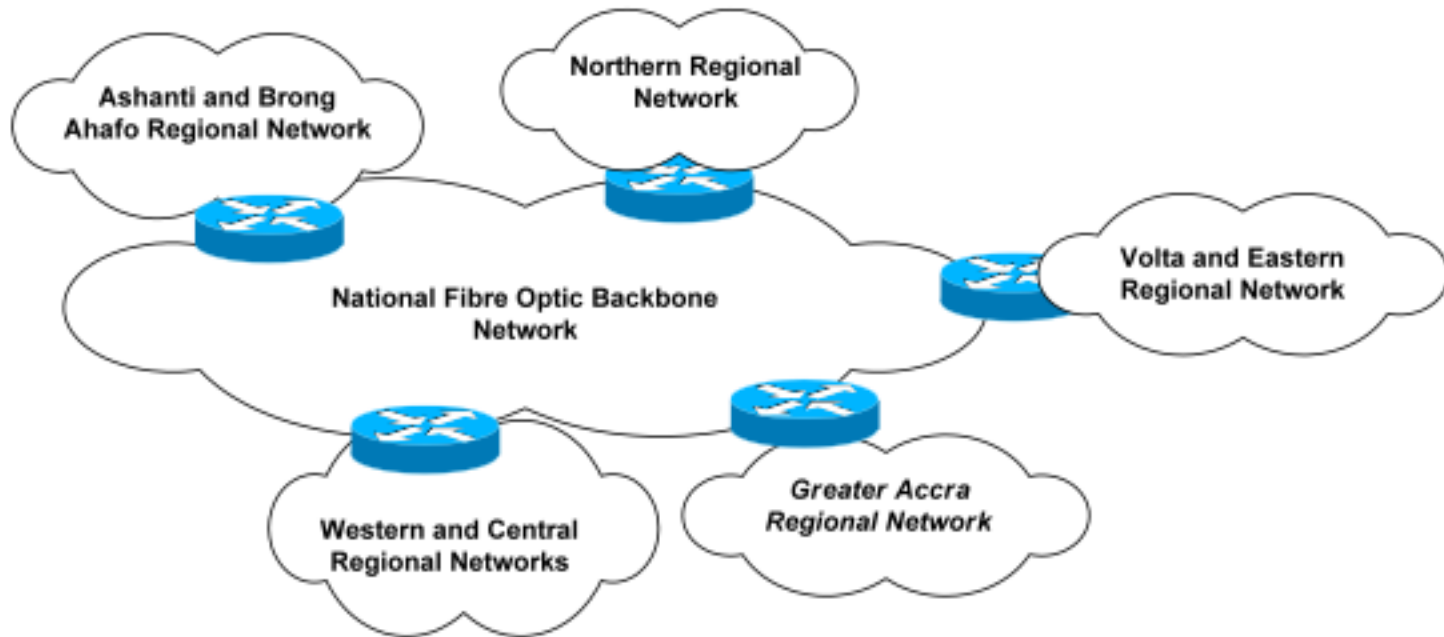 Ashanti and Brong
Ahafo Regional Network
Northern Regional
Network
Volta and Eastern
Regional Network
National Fibre Optic Backbone
Network
Western and Central
Regional Networks
Greater Accra
Regional Network